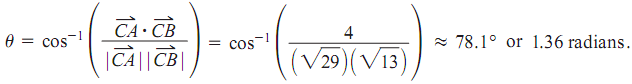 θ = cos⁻¹ ( CA⃗ · CB⃗ / |CA⃗||CB⃗| ) = cos⁻¹ ( 4 / (√29)(√13) ) ≈ 78.1° or 1.36 radians.